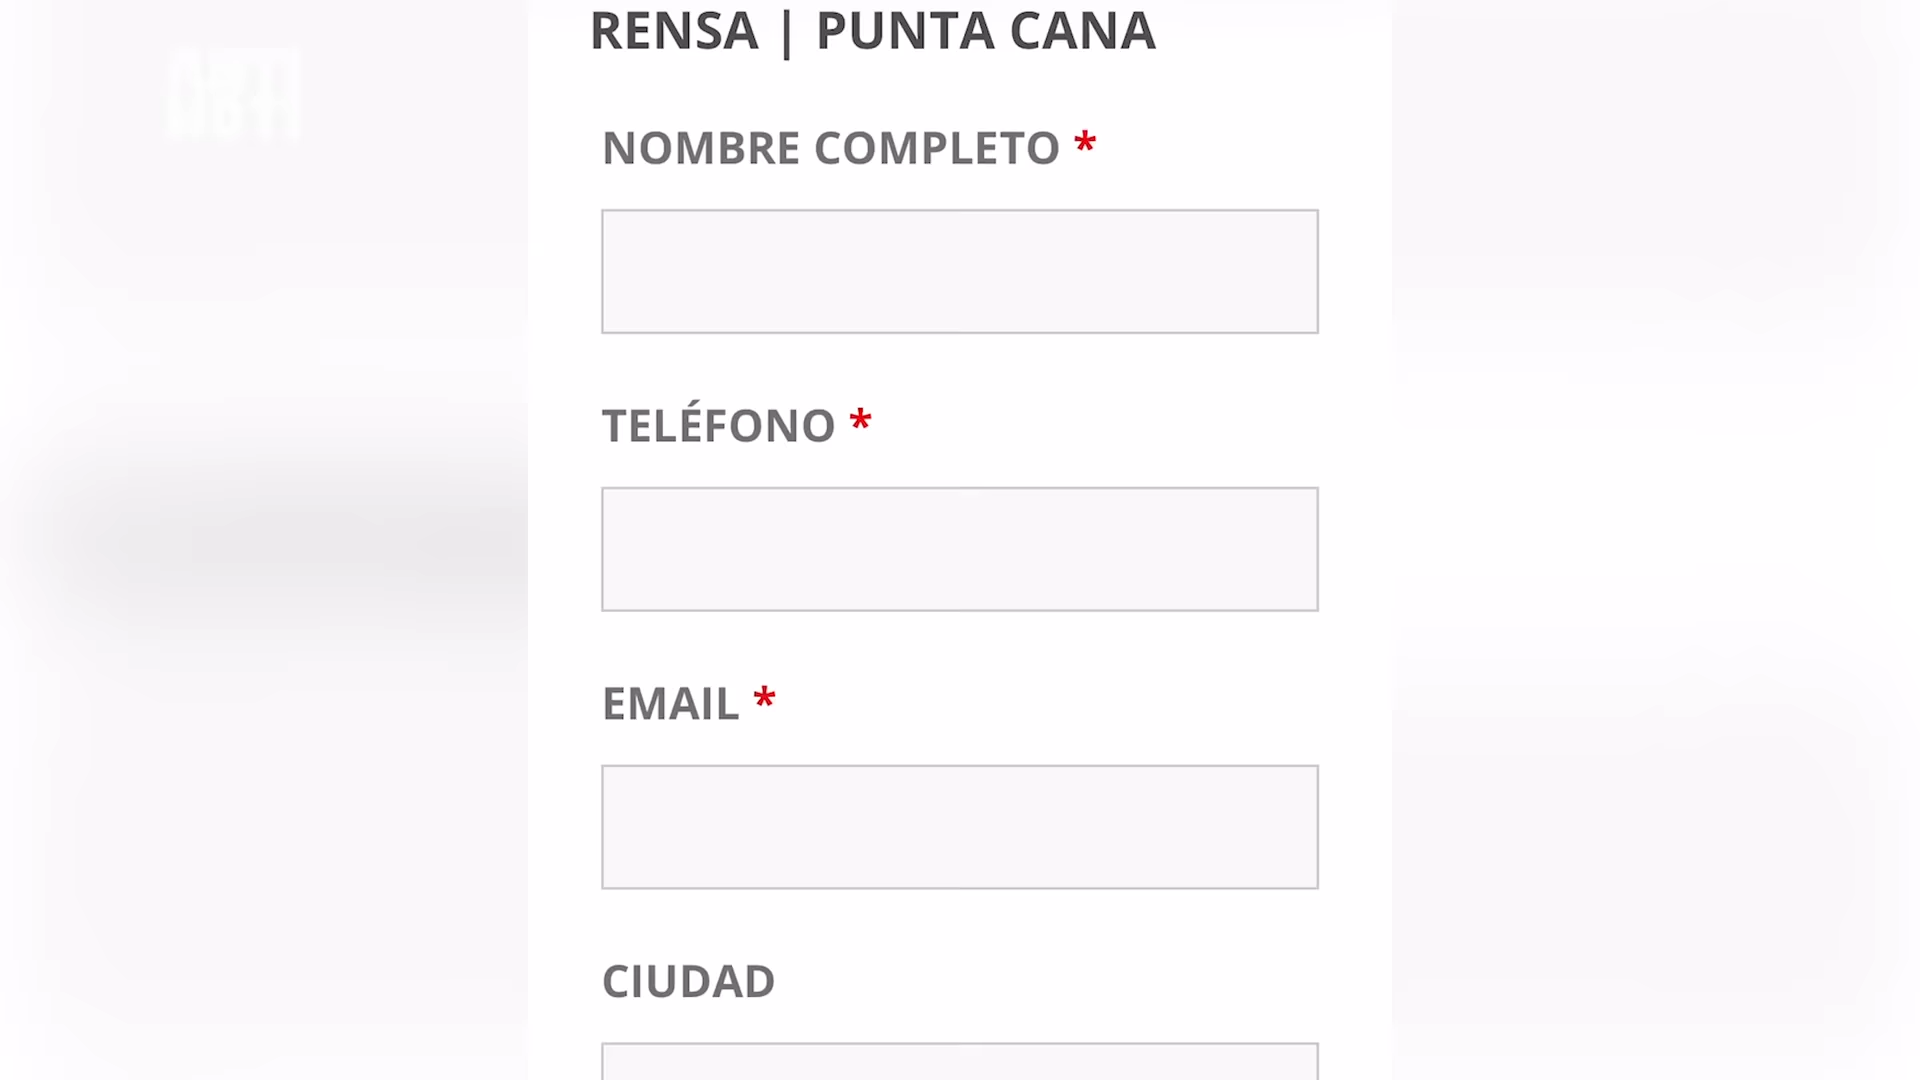 RENSA | PUNTA CANA
NOMBRE COMPLETO *
TELÉFONO *
EMAIL *
CIUDAD